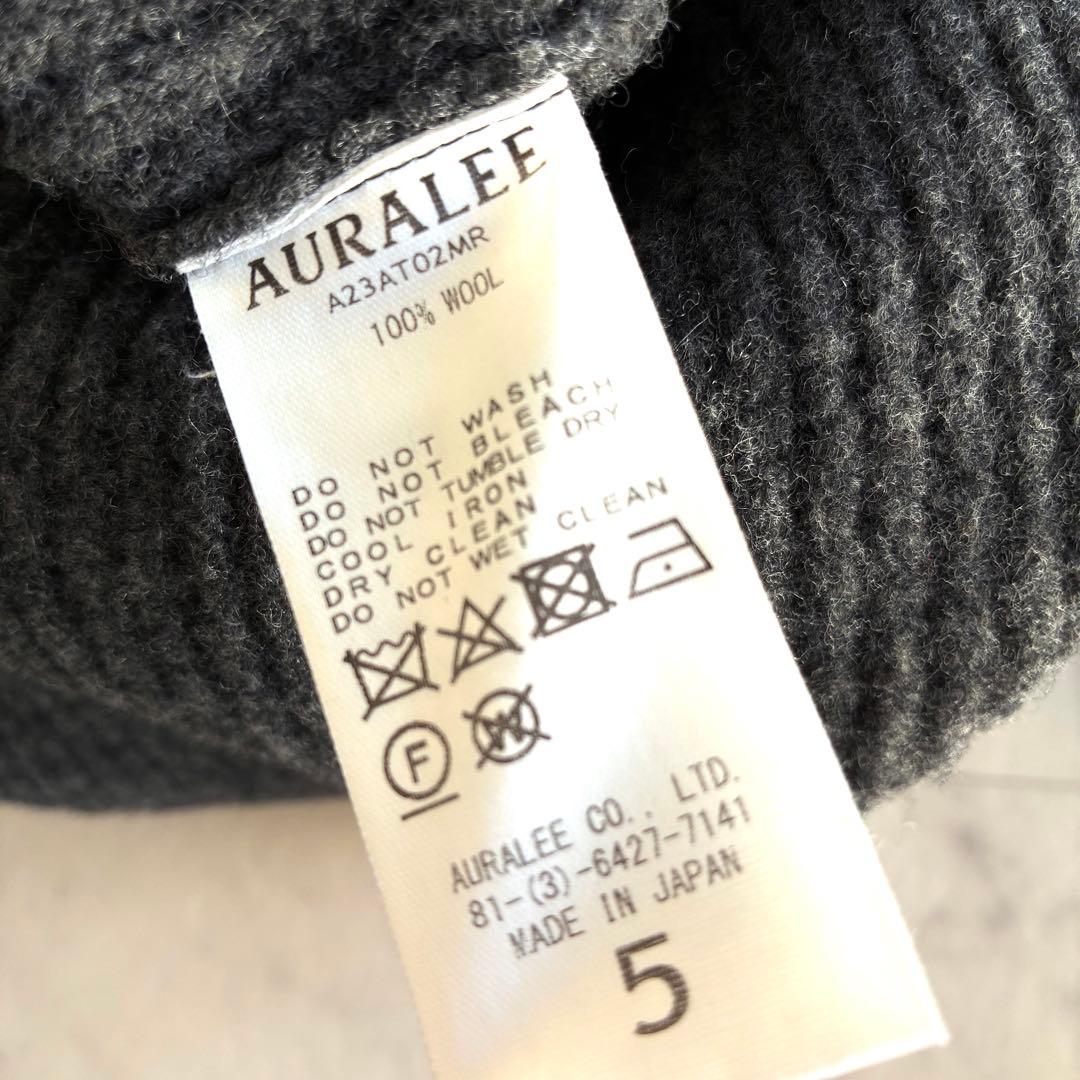 AURALEE
A23AT02MR
100% WOOL
DO NOT WASH
DO NOT BLEACH
DO NOT TUMBLE DRY
COOL IRON
DRY CLEAN
DO NOT WET CLEAN
F W
AURALEE CO., LTD.
81-(3)-6427-7141
MADE IN JAPAN
5